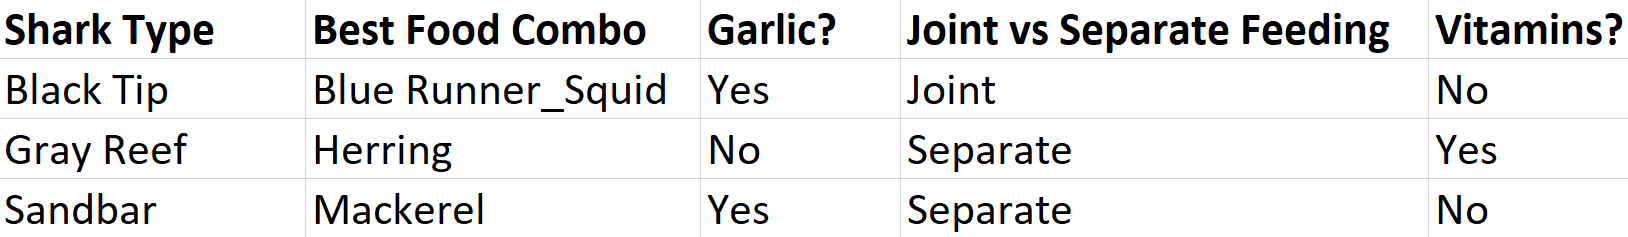 Shark Type Best Food Combo Garlic? Joint vs Separate Feeding Vitamins?
Black Tip Blue Runner_Squid Yes Joint No
Gray Reef Herring No Separate Yes
Sandbar Mackerel Yes Separate No